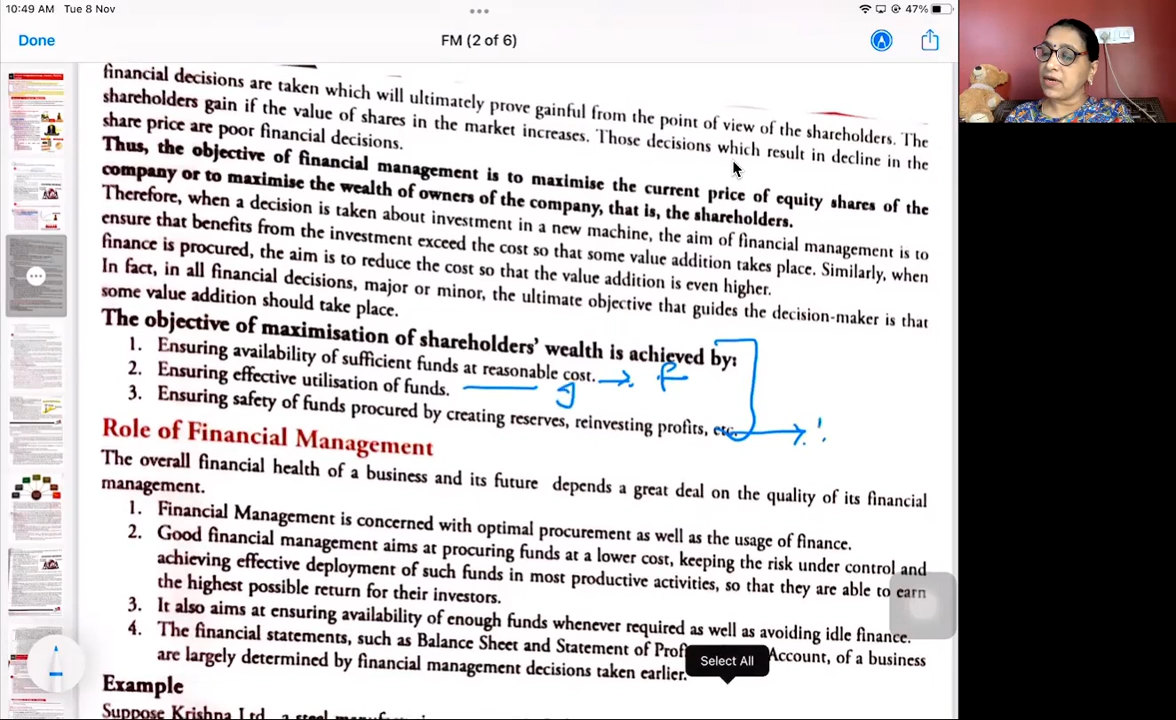 10:49 AM Tue 8 Nov
47%
Done
FM (2 of 6)
financial decisions are taken which will ultimately prove gainful from the point of view of the shareholders. The
shareholders gain if the value of shares in the market increases. Those decisions which result in decline in the
share price are poor financial decisions.
Thus, the objective of financial management is to maximise the current price of equity shares of the
company or to maximise the wealth of owners of the company, that is, the shareholders.
Therefore, when a decision is taken about investment in a new machine, the aim of financial management is to
ensure that benefits from the investment exceed the cost so that some value addition takes place. Similarly, when
finance is procured, the aim is to reduce the cost so that the value addition is even higher.
In fact, in all financial decisions, major or minor, the ultimate objective that guides the decision-maker is that
some value addition should take place.
The objective of maximisation of shareholders' wealth is achieved by:
1. Ensuring availability of sufficient funds at reasonable cost.
2. Ensuring effective utilisation of funds.
3. Ensuring safety of funds procured by creating reserves, reinvesting profits, etc.
Role of Financial Management
The overall financial health of a business and its future depends a great deal on the quality of its financial
management.
1. Financial Management is concerned with optimal procurement as well as the usage of finance.
2. Good financial management aims at procuring funds at a lower cost, keeping the risk under control and
achieving effective deployment of such funds in most productive activities, so that they are able to earn
the highest possible return for their investors.
3. It also aims at ensuring availability of enough funds whenever required as well as avoiding idle finance.
4. The financial statements, such as Balance Sheet and Statement of Prof Account, of a business
Select All
are largely determined by financial management decisions taken earlier.
Example
Suppose Krishna Ltd., a steel